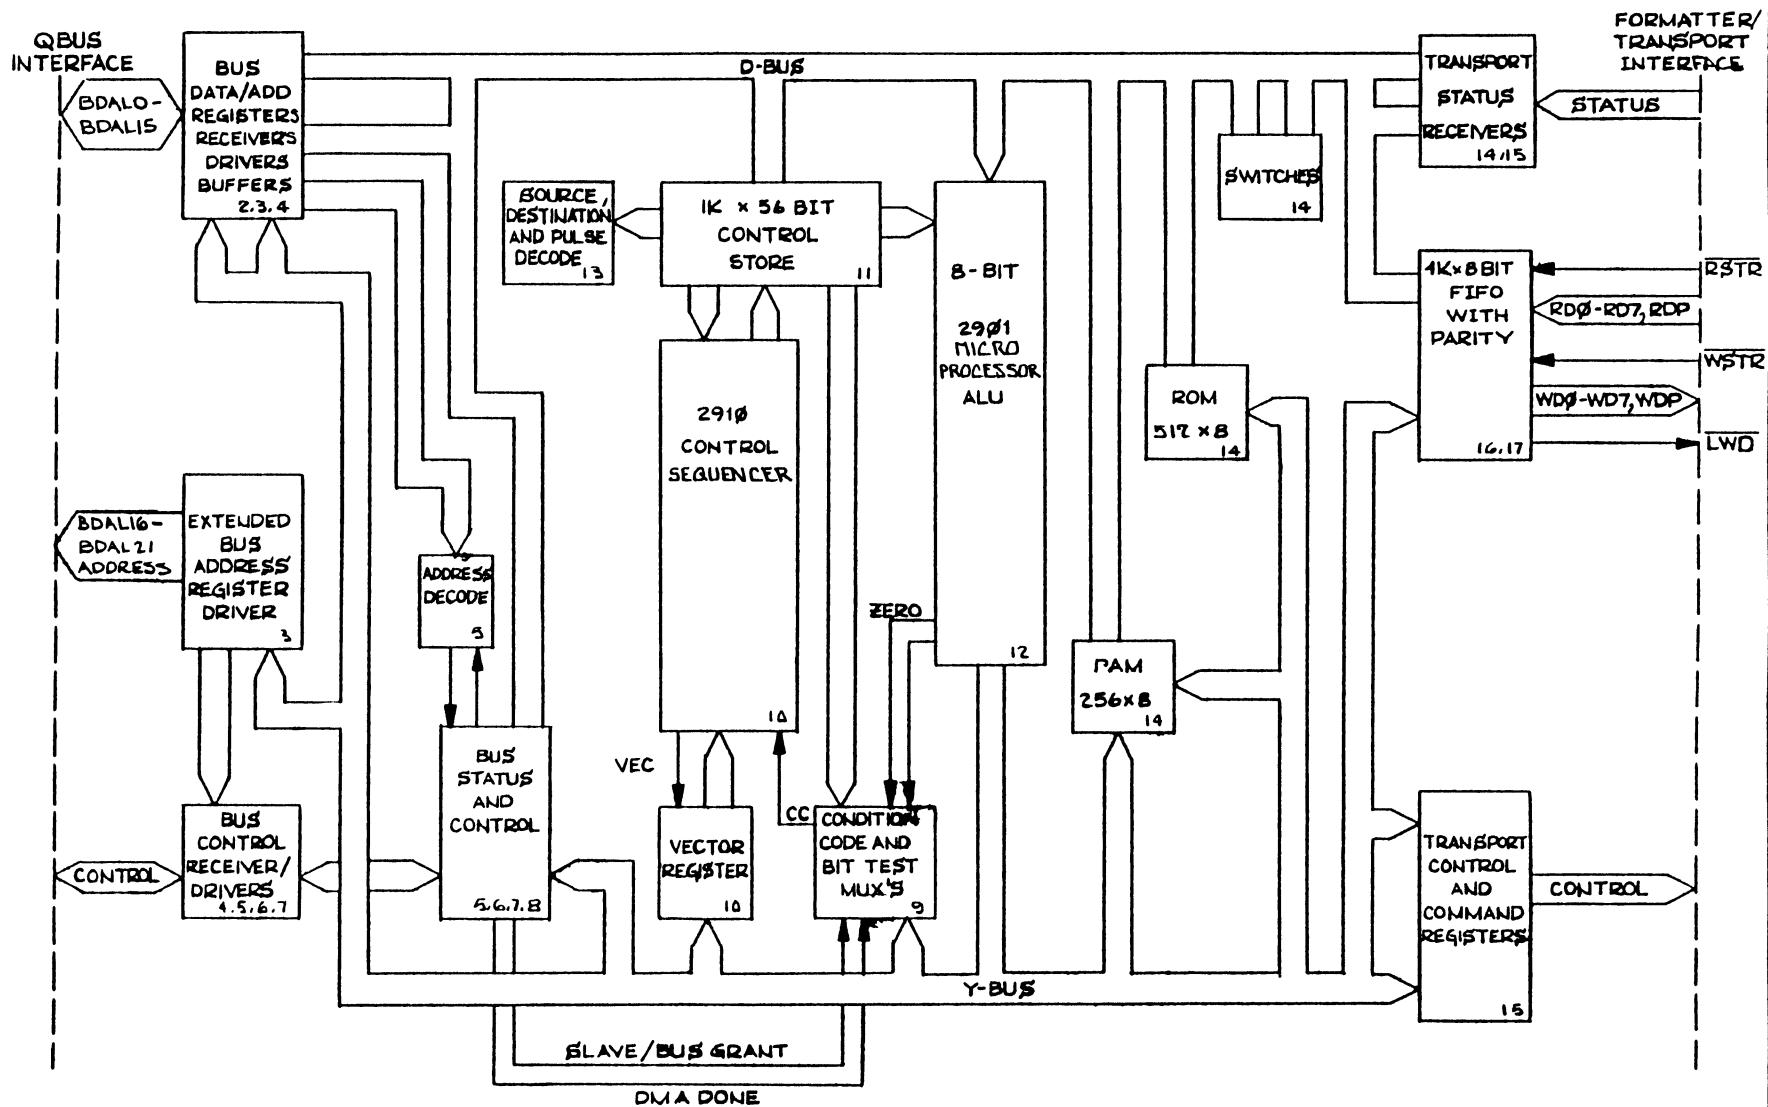 QBUS
INTERFACE
BDAL0-
BDAL15
BUS
DATA/ADD
REGISTERS
RECEIVERS
DRIVERS
BUFFERS
2,3,4
D-BUS
TRANSPORT
STATUS
RECEIVERS
14,15
FORMATTER/
TRANSPORT
INTERFACE
STATUS
SOURCE,
DESTINATION
AND PULSE
DECODE
13
1K x 56 BIT
CONTROL
STORE
11
8-BIT
2901
MICRO
PROCESSOR
ALU
12
SWITCHES
14
4K x 8 BIT
FIFO
WITH
PARITY
16,17
RSTR
RDØ-RD7, RDP
WSTR
WDØ-WD7, WDP
LWD
2910
CONTROL
SEQUENCER
10
ROM
512 x 8
14
BDAL16-
BDAL21
ADDRESS
EXTENDED
BUS
ADDRESS
REGISTER
DRIVER
3
ADDRESS
DECODE
5
ZERO
RAM
256x8
14
BUS
STATUS
AND
CONTROL
5,6,7,8
VEC
CC
VECTOR
REGISTER
10
CONDITION
CODE AND
BIT TEST
MUX'S
9
CONTROL
BUS
CONTROL
RECEIVER/
DRIVERS
4,5,6,7
TRANSPORT
CONTROL
AND
COMMAND
REGISTERS
15
CONTROL
Y-BUS
SLAVE/BUS GRANT
DMA DONE